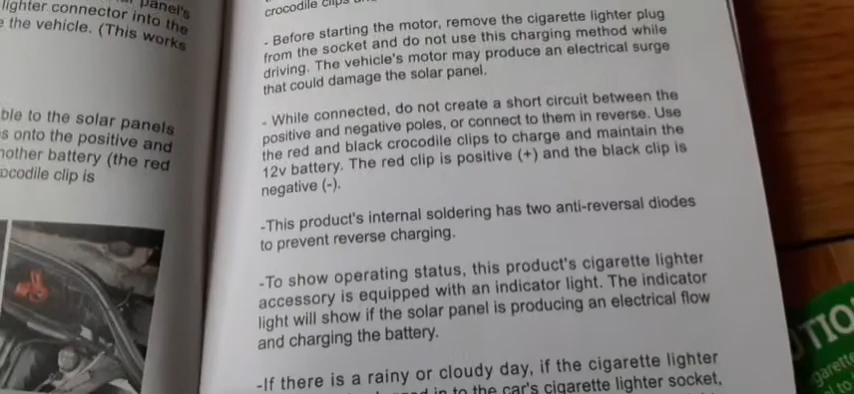 panel's
lighter connector into the
the vehicle. (This works
ble to the solar panels
s onto the positive and
nother battery (the red
ocodile clip is
crocodile clips
- Before starting the motor, remove the cigarette lighter plug
from the socket and do not use this charging method while
driving. The vehicle's motor may produce an electrical surge
that could damage the solar panel.
- While connected, do not create a short circuit between the
positive and negative poles, or connect to them in reverse. Use
the red and black crocodile clips to charge and maintain the
12v battery. The red clip is positive (+) and the black clip is
negative (-).
-This product's internal soldering has two anti-reversal diodes
to prevent reverse charging.
-To show operating status, this product's cigarette lighter
accessory is equipped with an indicator light. The indicator
light will show if the solar panel is producing an electrical flow
and charging the battery.
-If there is a rainy or cloudy day, if the cigarette lighter
in to the car's cigarette lighter socket,
TIO
garette
l to